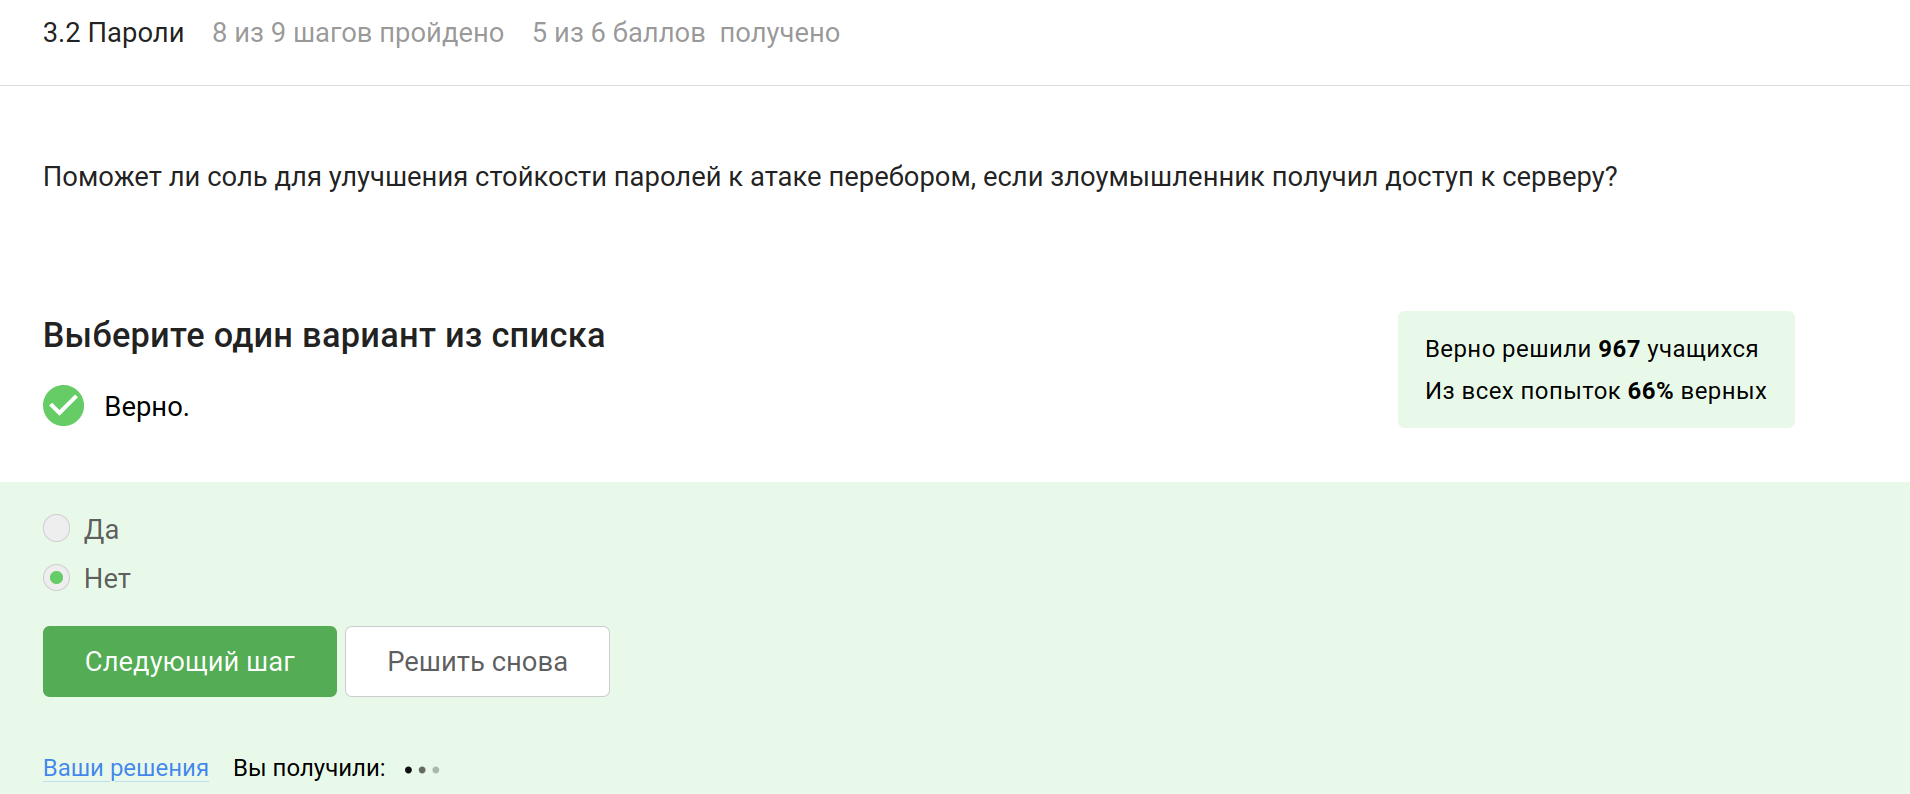 3.2 Пароли 8 из 9 шагов пройдено 5 из 6 баллов получено
Поможет ли соль для улучшения стойкости паролей к атаке перебором, если злоумышленник получил доступ к серверу?
Выберите один вариант из списка
Верно.
Верно решили 967 учащихся
Из всех попыток 66% верных
Да
Нет
Следующий шаг Решить снова
Ваши решения Вы получили: